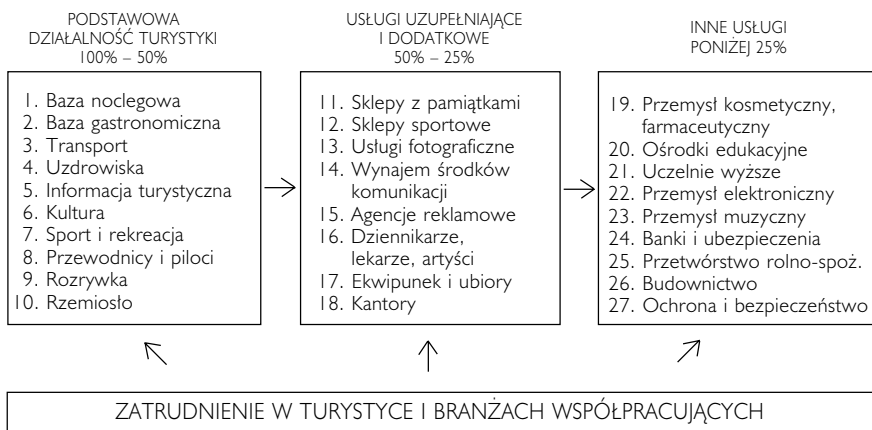 PODSTAWOWA
DZIAŁALNOŚĆ TURYSTYKI
100% – 50%
1. Baza noclegowa
2. Baza gastronomiczna
3. Transport
4. Uzdrowiska
5. Informacja turystyczna
6. Kultura
7. Sport i rekreacja
8. Przewodnicy i piloci
9. Rozrywka
10. Rzemiosło
USŁUGI UZUPEŁNIAJĄCE
I DODATKOWE
50% – 25%
11. Sklepy z pamiątkami
12. Sklepy sportowe
13. Usługi fotograficzne
14. Wynajem środków
komunikacji
15. Agencje reklamowe
16. Dziennikarze,
lekarze, artyści
17. Ekwipunek i ubiory
18. Kantory
INNE USŁUGI
PONIŻEJ 25%
19. Przemysł kosmetyczny,
farmaceutyczny
20. Ośrodki edukacyjne
21. Uczelnie wyższe
22. Przemysł elektroniczny
23. Przemysł muzyczny
24. Banki i ubezpieczenia
25. Przetwórstwo rolno-spoż.
26. Budownictwo
27. Ochrona i bezpieczeństwo
ZATRUDNIENIE W TURYSTYCE I BRANŻACH WSPÓŁPRACUJĄCYCH